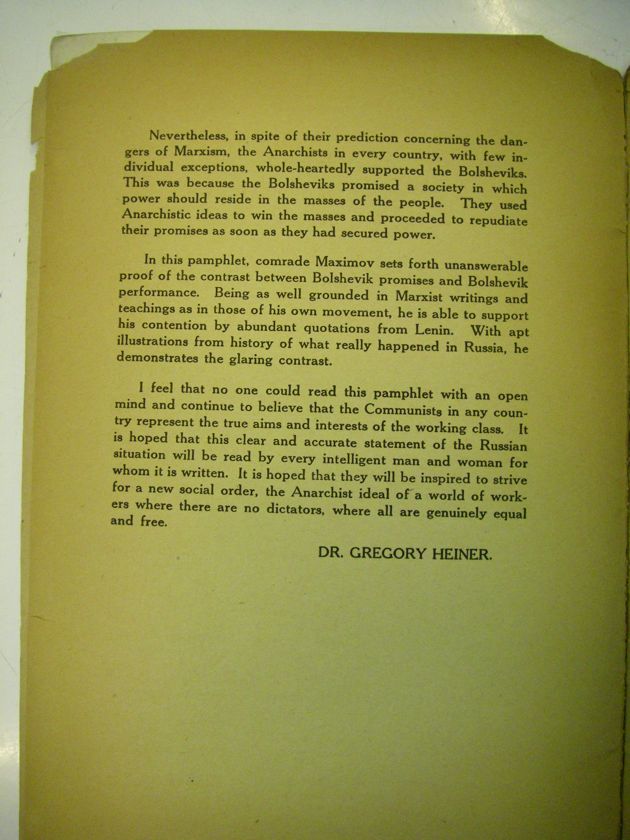 Nevertheless, in spite of their prediction concerning the dan-
gers of Marxism, the Anarchists in every country, with few in-
dividual exceptions, whole-heartedly supported the Bolsheviks.
This was because the Bolsheviks promised a society in which
power should reside in the masses of the people. They used
Anarchistic ideas to win the masses and proceeded to repudiate
their promises as soon as they had secured power.
In this pamphlet, comrade Maximov sets forth unanswerable
proof of the contrast between Bolshevik promises and Bolshevik
performance. Being as well grounded in Marxist writings and
teachings as in those of his own movement, he is able to support
his contention by abundant quotations from Lenin. With apt
illustrations from history of what really happened in Russia, he
demonstrates the glaring contrast.
I feel that no one could read this pamphlet with an open
mind and continue to believe that the Communists in any coun-
try represent the true aims and interests of the working class. It
is hoped that this clear and accurate statement of the Russian
situation will be read by every intelligent man and woman for
whom it is written. It is hoped that they will be inspired to strive
for a new social order, the Anarchist ideal of a world of work-
ers where there are no dictators, where all are genuinely equal
and free.
DR. GREGORY HEINER.